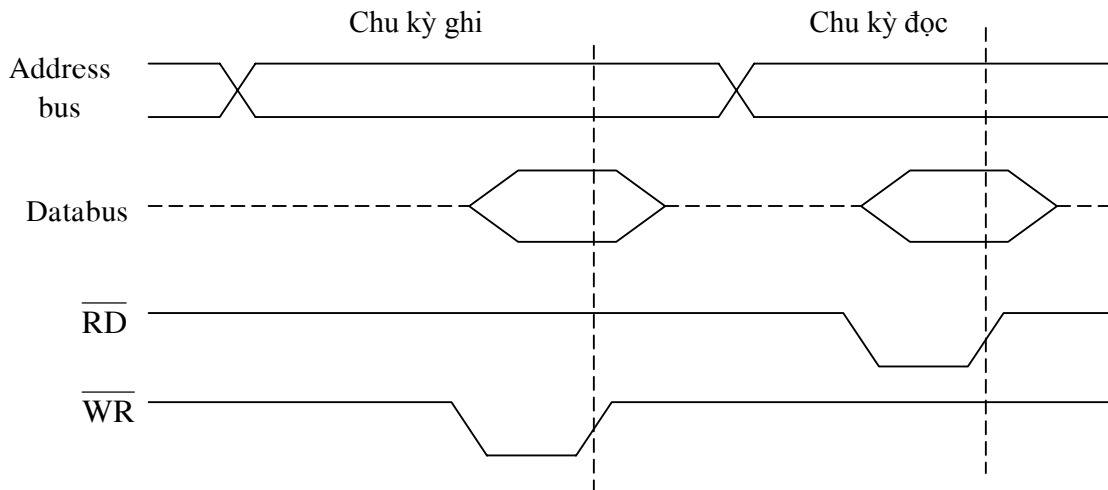 Chu kỳ ghi
Chu kỳ đọc
Address
bus
Databus
RD
WR